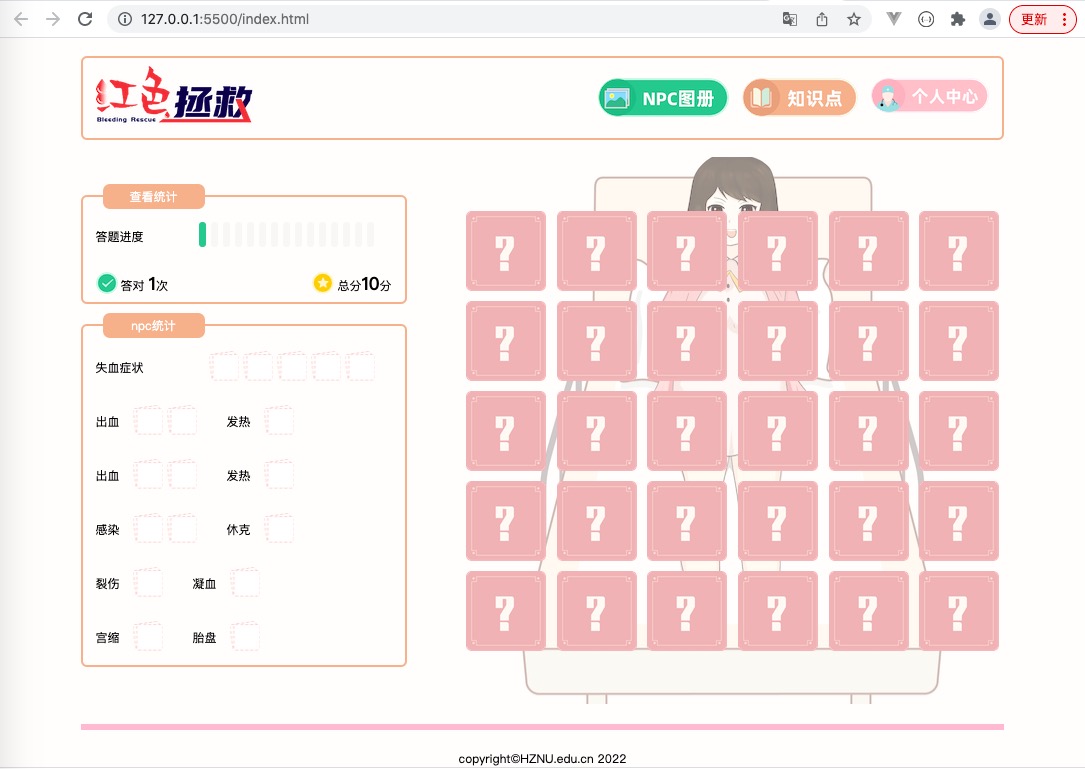 127.0.0.1:5500/index.html
更新
红色拯救
Bleeding Rescue
NPC图册
知识点
个人中心
查看统计
答题进度
答对 1次
总分10分
npc统计
失血症状
出血
发热
出血
发热
感染
休克
裂伤
凝血
宫缩
胎盘
? ? ? ? ? ?
? ? ? ? ? ?
? ? ? ? ? ?
? ? ? ? ? ?
? ? ? ? ? ?
copyright©HZNU.edu.cn 2022